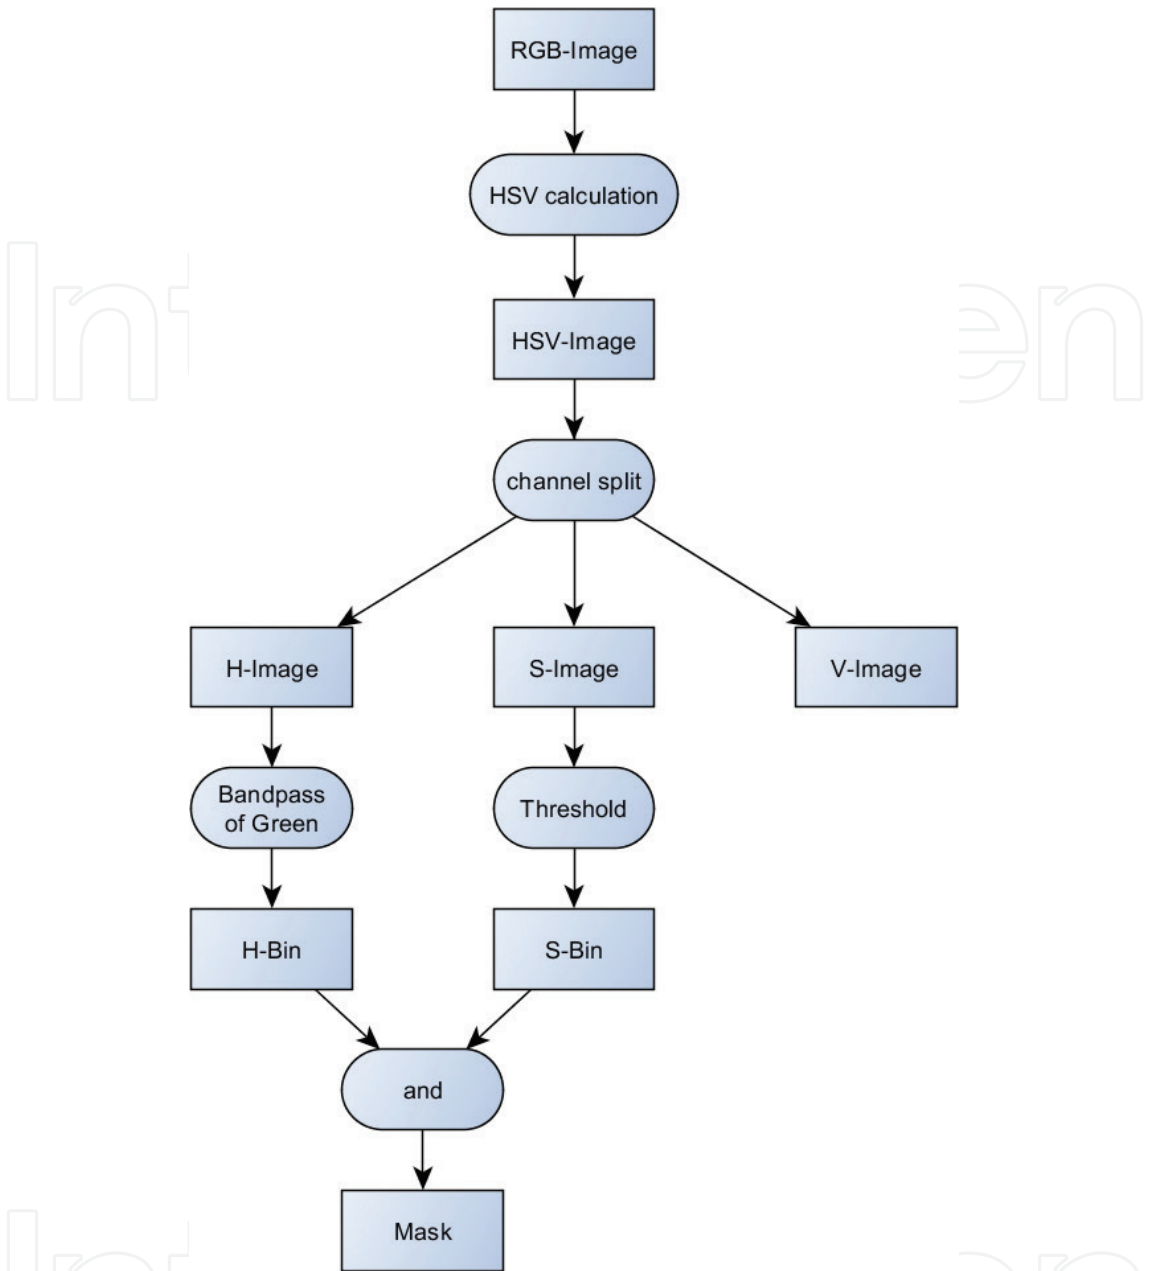 RGB-Image
HSV calculation
HSV-Image
channel split
H-Image
S-Image
V-Image
Bandpass
of Green
Threshold
H-Bin
S-Bin
and
Mask